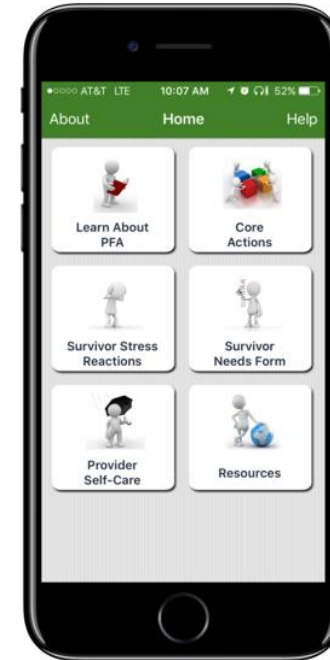 AT&T LTE 10:07 AM 52%
About Home Help
Learn About
PFA
Core
Actions
Survivor Stress
Reactions
Survivor
Needs Form
Provider
Self-Care
Resources